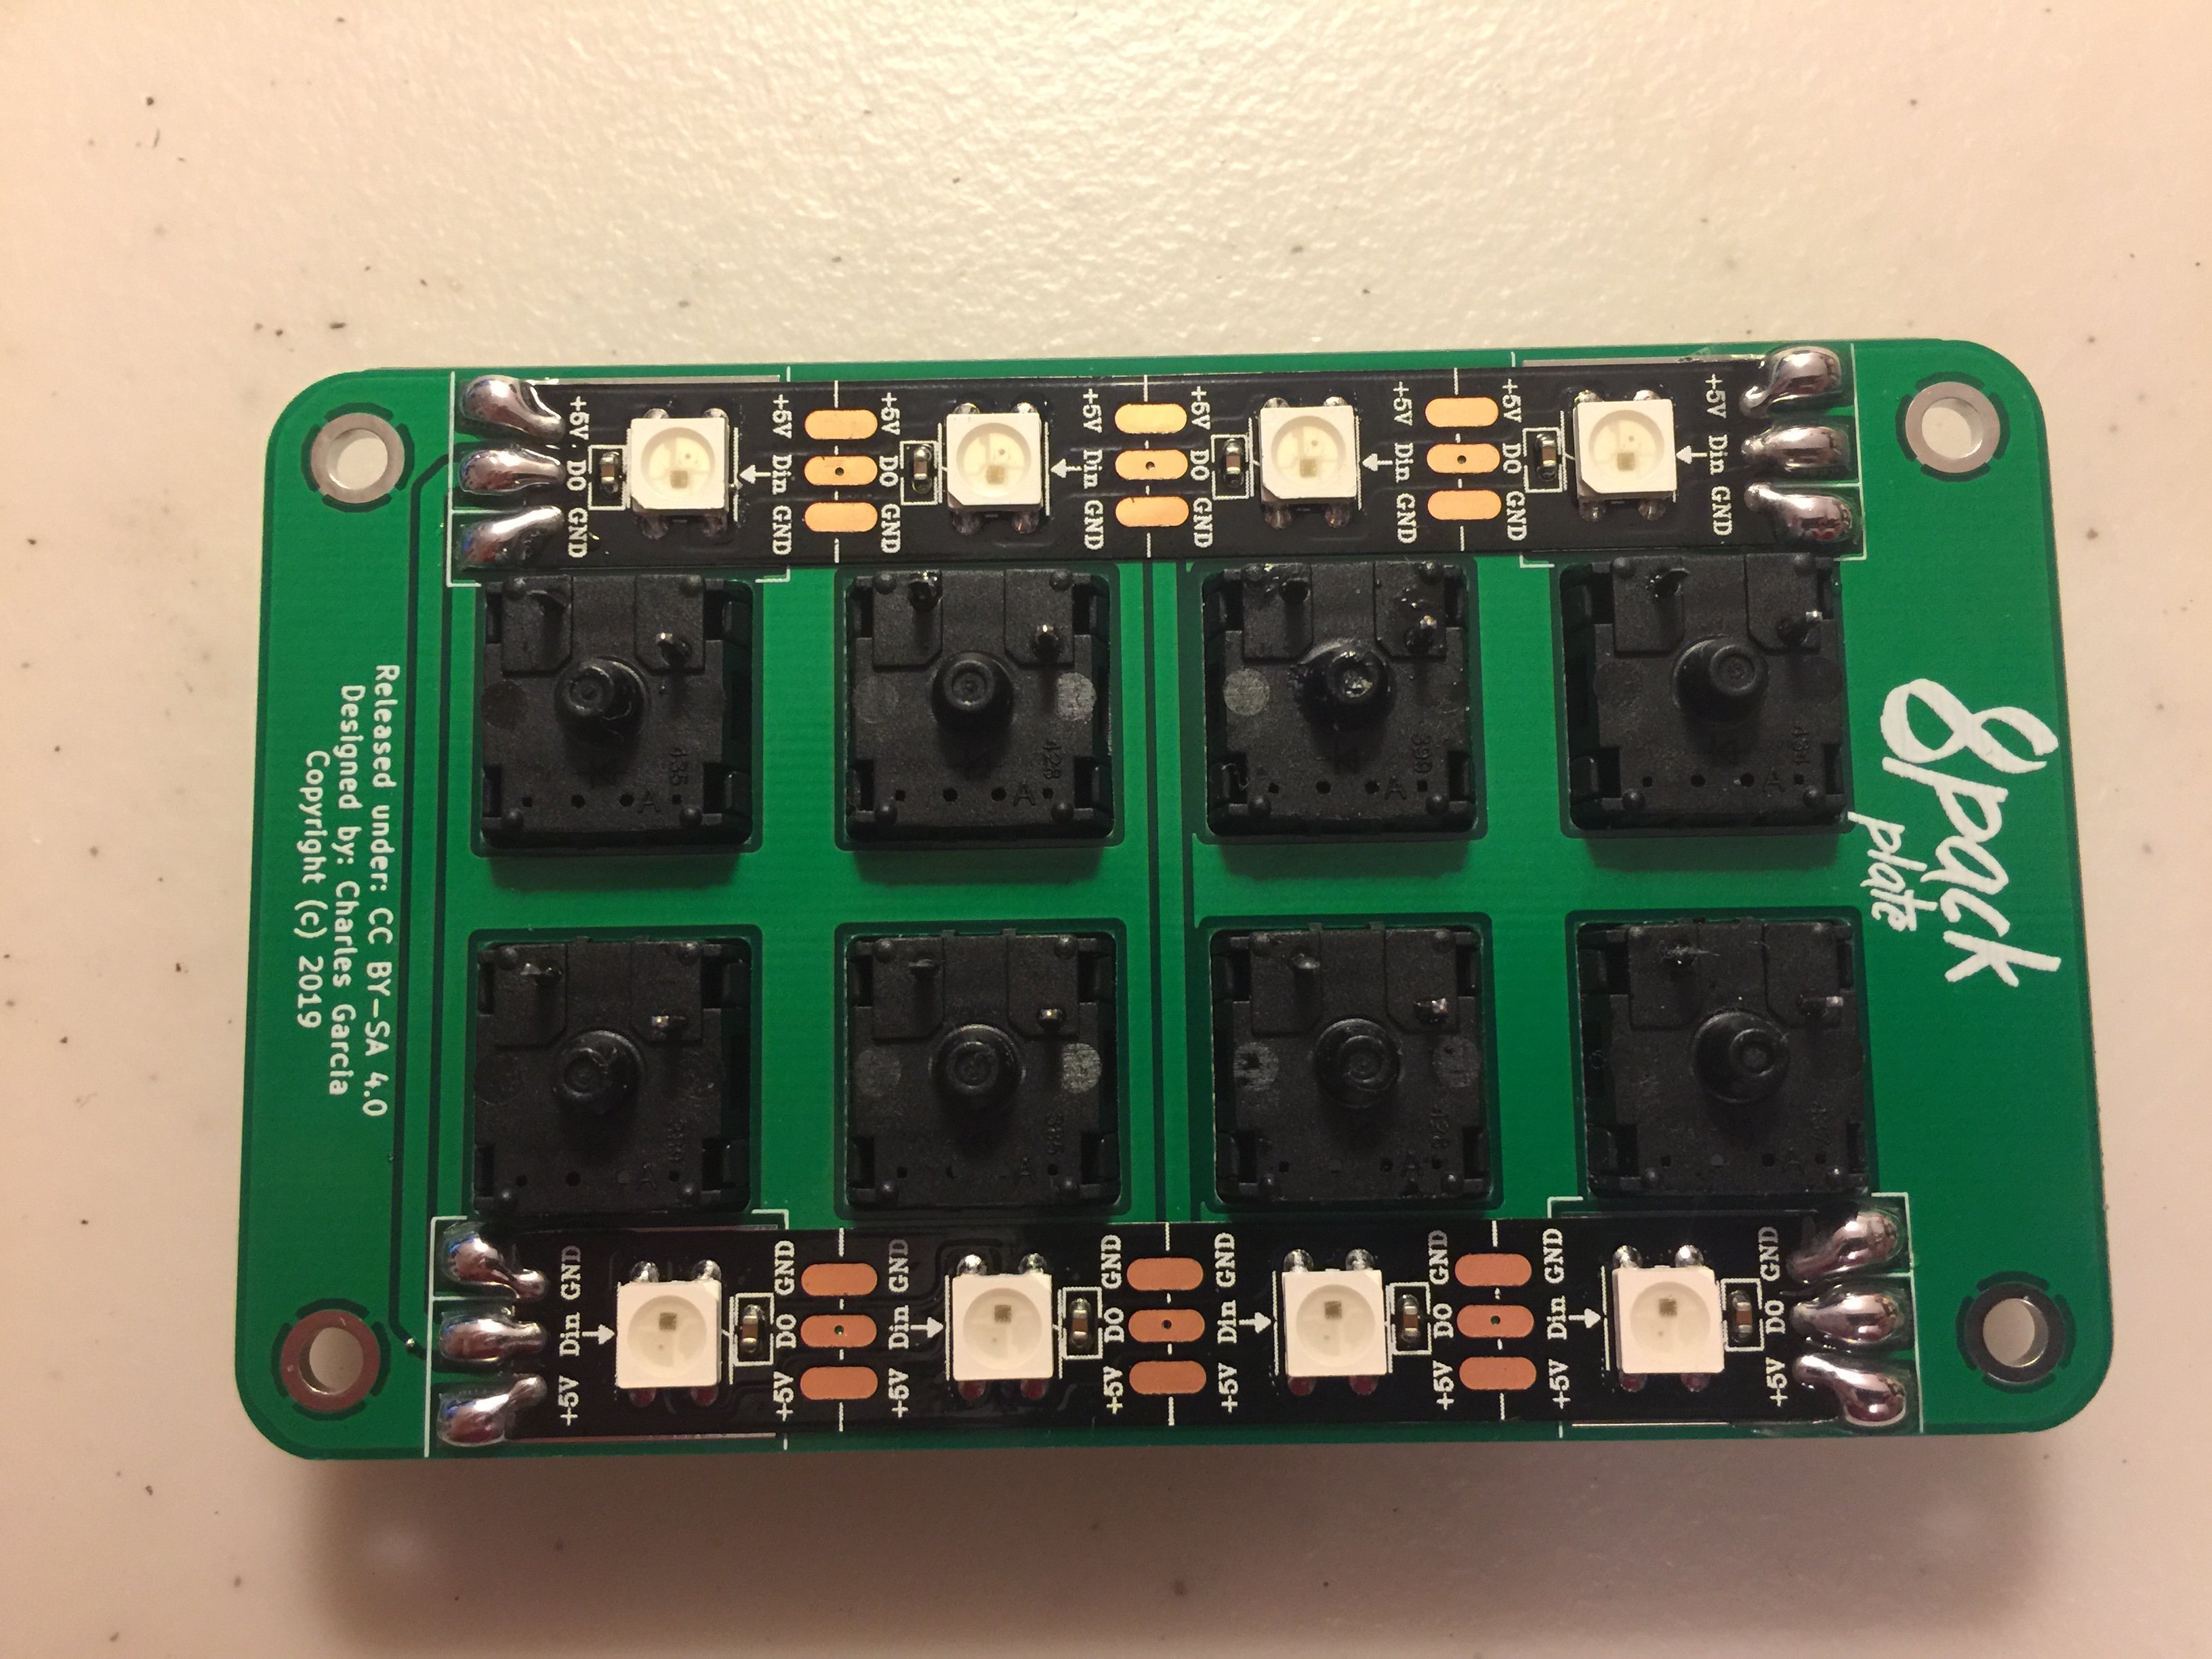 8pack
plate
Released under: CC BY-SA 4.0
Designed by: Charles Garcia
Copyright (c) 2019
+5V DO GND
+5V Din GND
+5V DO GND
+5V Din GND
+5V DO GND
+5V Din GND
+5V DO GND
+5V Din GND
435 A
428 A
390 A
A
A
A
A
A
GND Din +5V
GND DO +5V
GND Din +5V
GND DO +5V
GND Din +5V
GND DO +5V
GND Din +5V
GND DO +5V